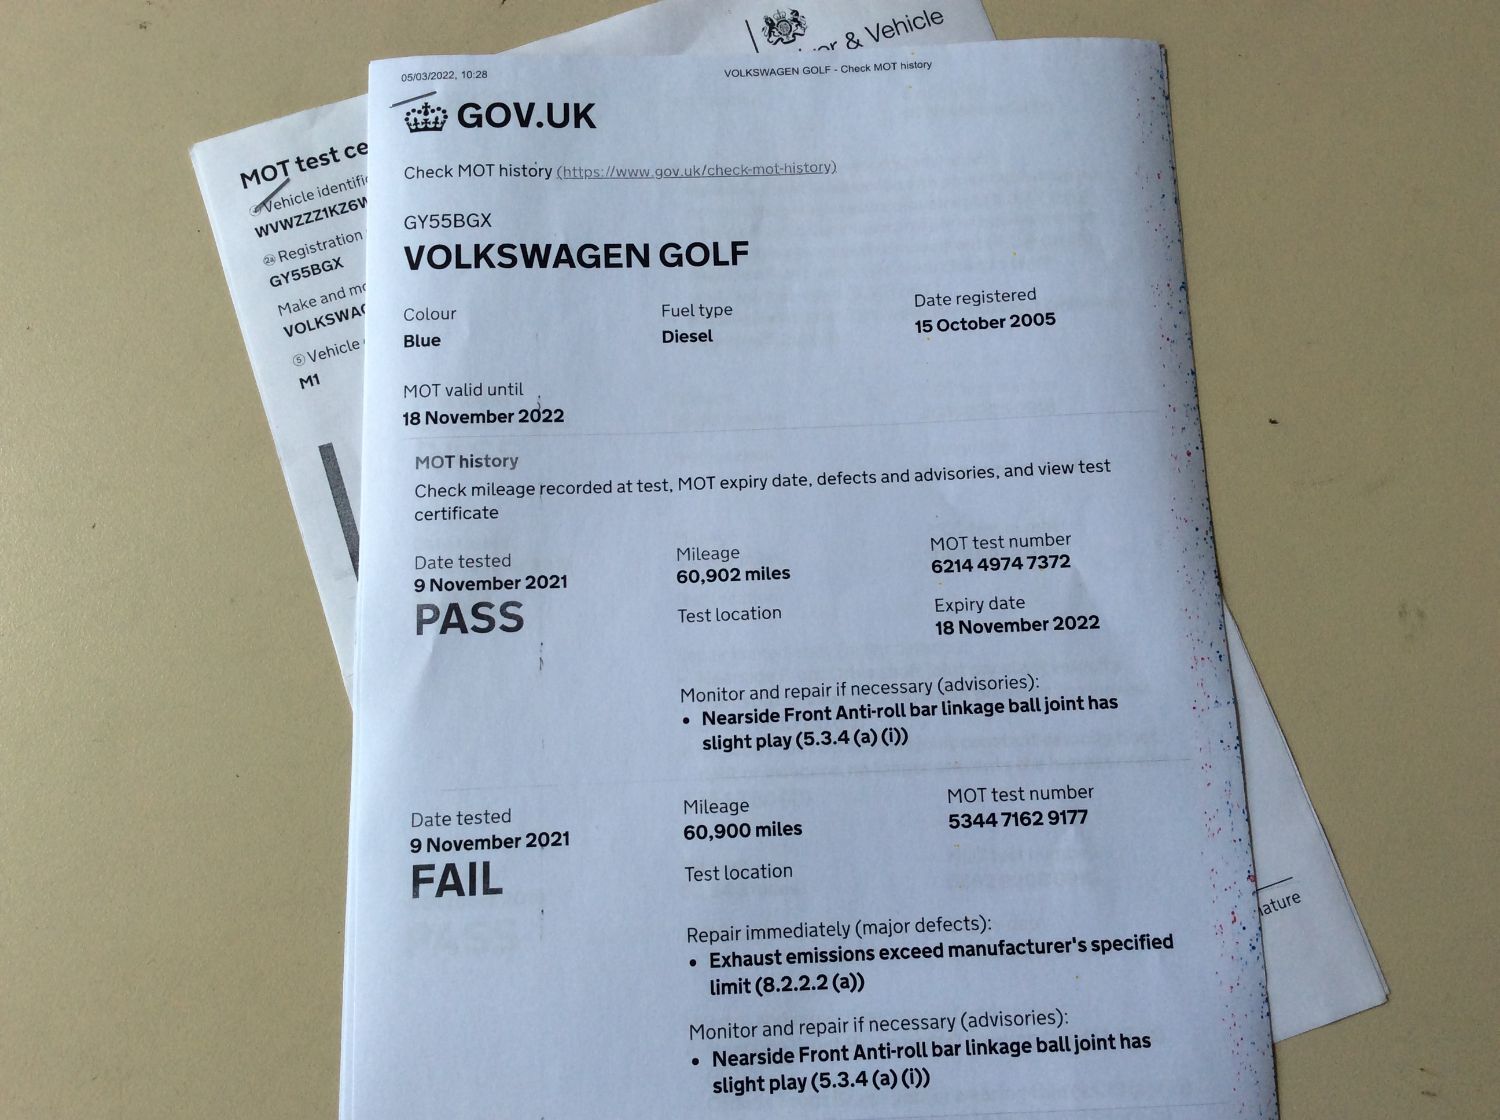 & Vehicle
05/03/2022, 10:28
VOLKSWAGEN GOLF - Check MOT history
GOV.UK
Check MOT history (https://www.gov.uk/check-mot-history)
GY55BGX
VOLKSWAGEN GOLF
Colour
Fuel type
Date registered
Blue
Diesel
15 October 2005
MOT valid until
18 November 2022
MOT history
Check mileage recorded at test, MOT expiry date, defects and advisories, and view test
certificate
Date tested
Mileage
MOT test number
9 November 2021
60,902 miles
6214 4974 7372
PASS
Test location
Expiry date
18 November 2022
Monitor and repair if necessary (advisories):
• Nearside Front Anti-roll bar linkage ball joint has
slight play (5.3.4 (a) (i))
Date tested
Mileage
MOT test number
9 November 2021
60,900 miles
5344 7162 9177
FAIL
Test location
Repair immediately (major defects):
• Exhaust emissions exceed manufacturer's specified
limit (8.2.2.2 (a))
Monitor and repair if necessary (advisories):
• Nearside Front Anti-roll bar linkage ball joint has
slight play (5.3.4 (a) (i))
MOT test ce
Vehicle identifi
WVWZZZ1KZ6W
24 Registration
GY55BGX
Make and mo
VOLKSWAG
5 Vehicle
M1
ature